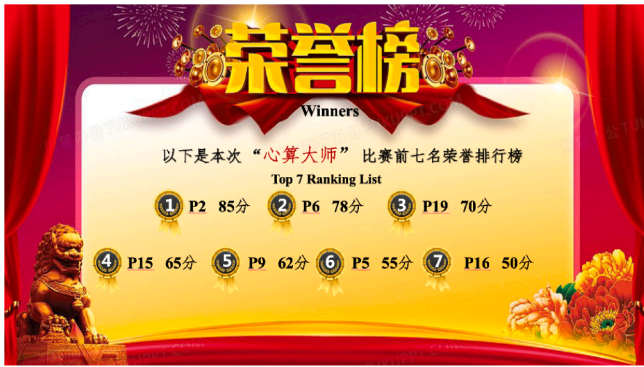 荣誉榜
Winners
以下是本次“心算大师” 比赛前七名荣誉排行榜
Top 7 Ranking List
1 P2 85分 2 P6 78分 3 P19 70分
4 P15 65分 5 P9 62分 6 P5 55分 7 P16 50分